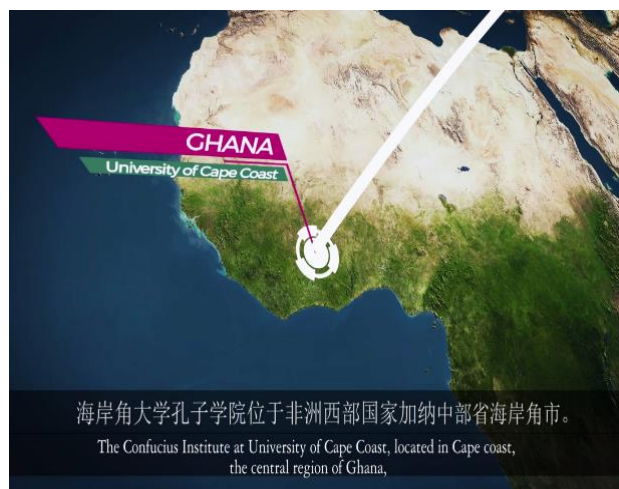 GHANA
University of Cape Coast
海岸角大学孔子学院位于非洲西部国家加纳中部省海岸角市。
The Confucius Institute at University of Cape Coast, located in Cape coast,
the central region of Ghana,